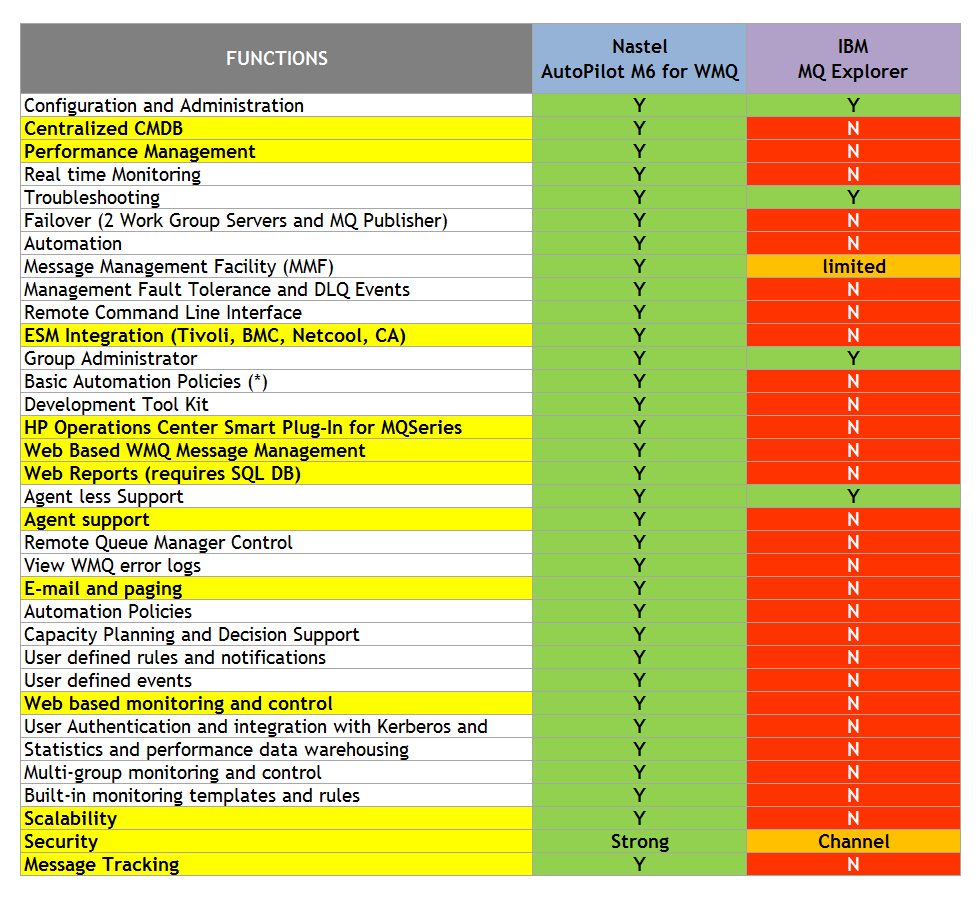 FUNCTIONS
Nastel
AutoPilot M6 for WMQ
IBM
MQ Explorer
Configuration and Administration Y Y
Centralized CMDB Y N
Performance Management Y N
Real time Monitoring Y N
Troubleshooting Y Y
Failover (2 Work Group Servers and MQ Publisher) Y N
Automation Y N
Message Management Facility (MMF) Y limited
Management Fault Tolerance and DLQ Events Y N
Remote Command Line Interface Y N
ESM Integration (Tivoli, BMC, Netcool, CA) Y N
Group Administrator Y Y
Basic Automation Policies (*) Y N
Development Tool Kit Y N
HP Operations Center Smart Plug-In for MQSeries Y N
Web Based WMQ Message Management Y N
Web Reports (requires SQL DB) Y N
Agent less Support Y Y
Agent support Y N
Remote Queue Manager Control Y N
View WMQ error logs Y N
E-mail and paging Y N
Automation Policies Y N
Capacity Planning and Decision Support Y N
User defined rules and notifications Y N
User defined events Y N
Web based monitoring and control Y N
User Authentication and integration with Kerberos and Y N
Statistics and performance data warehousing Y N
Multi-group monitoring and control Y N
Built-in monitoring templates and rules Y N
Scalability Y N
Security Strong Channel
Message Tracking Y N